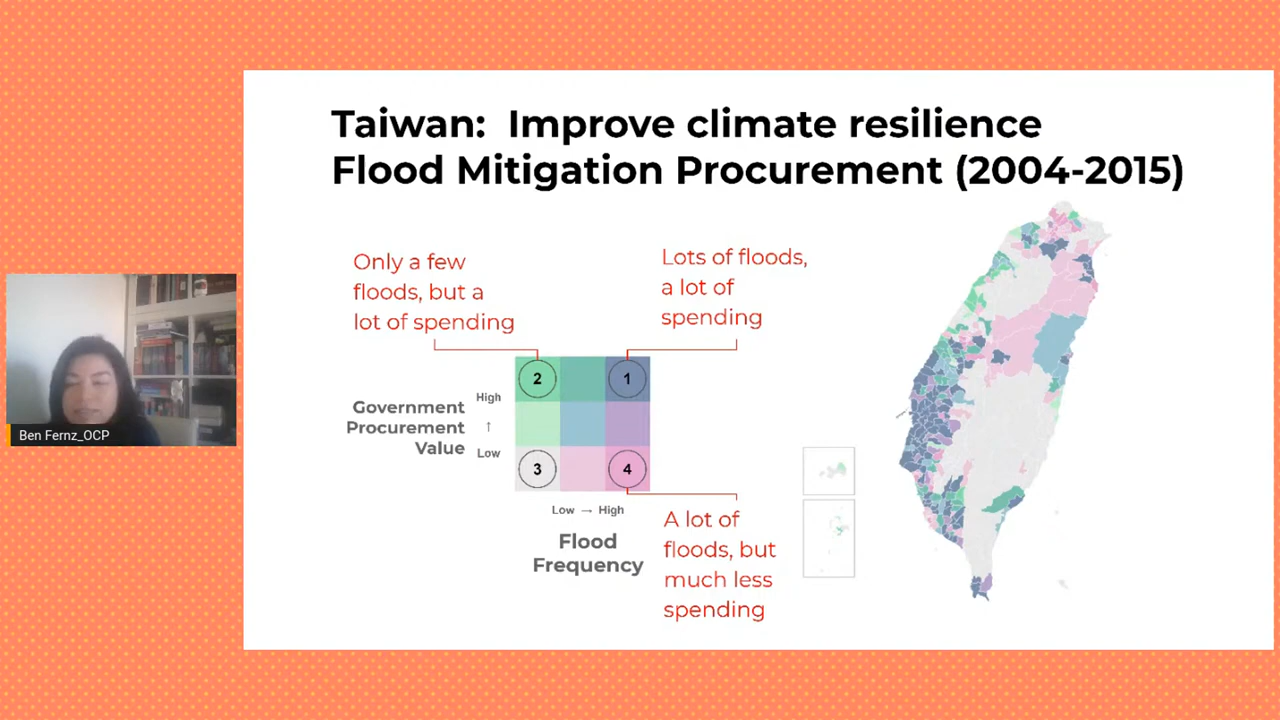 Taiwan: Improve climate resilience
Flood Mitigation Procurement (2004-2015)
Only a few
floods, but a
lot of spending
Lots of floods,
a lot of
spending
2
1
Government
Procurement
Value
High
↑
Low
3
4
Low → High
Flood
Frequency
A lot of
floods, but
much less
spending
Ben Fernz_OCP